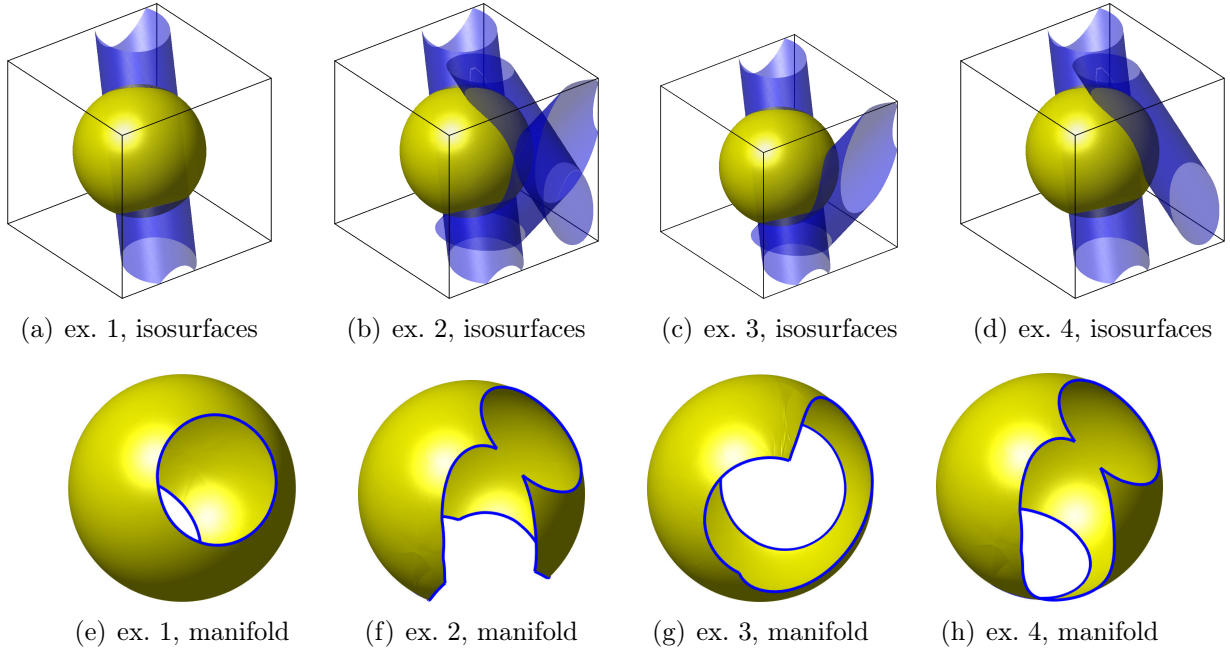 (a) ex. 1, isosurfaces (b) ex. 2, isosurfaces (c) ex. 3, isosurfaces (d) ex. 4, isosurfaces
(e) ex. 1, manifold (f) ex. 2, manifold (g) ex. 3, manifold (h) ex. 4, manifold